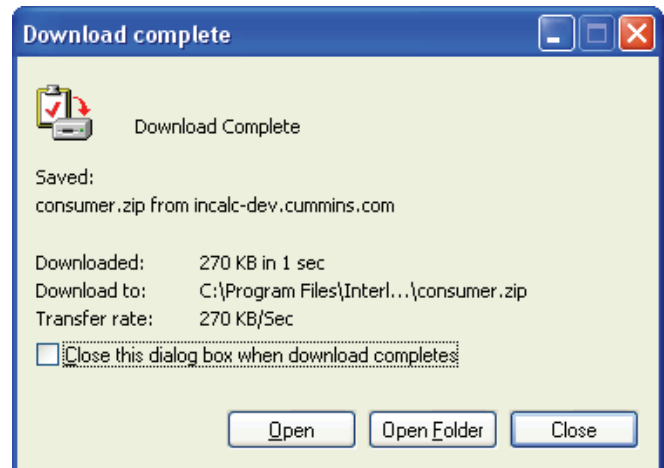 Download complete
Download Complete
Saved:
consumer.zip from incalc-dev.cummins.com
Downloaded: 270 KB in 1 sec
Download to: C:\Program Files\Interl...\consumer.zip
Transfer rate: 270 KB/Sec
Close this dialog box when download completes
Open Open Folder Close